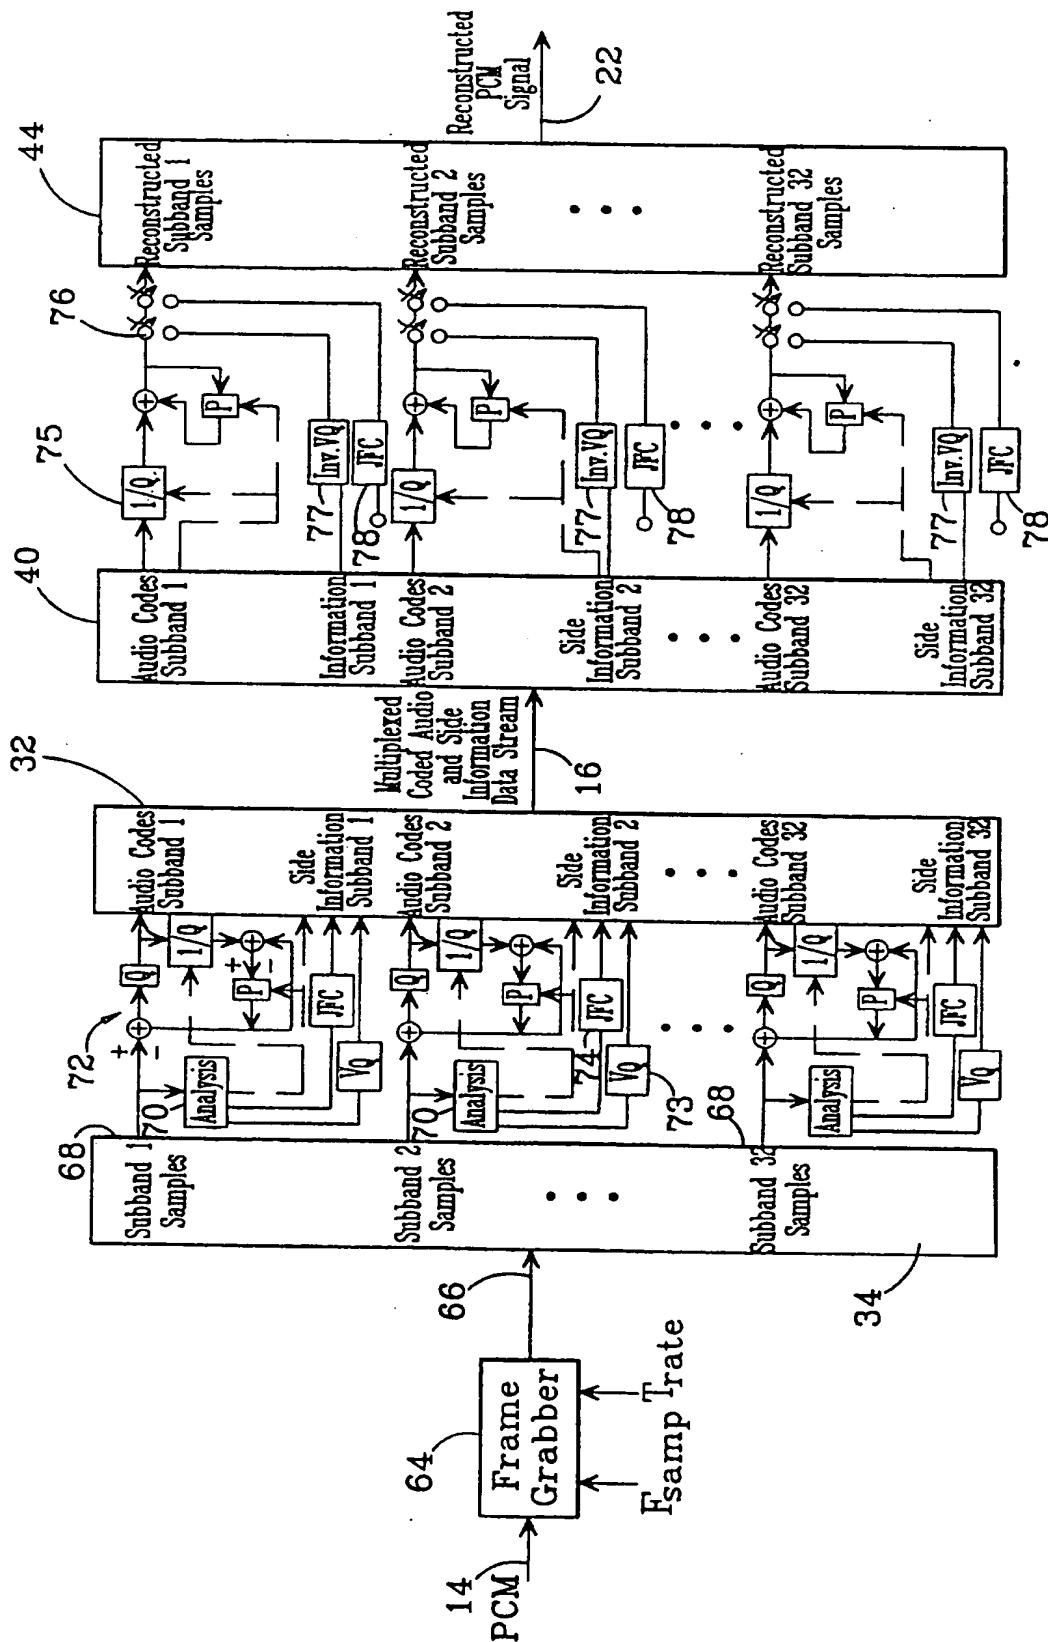 14
PCM
64
Frame
Grabber
Fsamp
Trate
66
34
68
Subband 1
Samples
Subband 2
Samples
• • •
68
Subband 32
Samples
72
+
-
Q
1/Q
+
+
-
P
70
Analysis
JFC
VQ
+
Q
1/Q
+
P
70
Analysis
74
JFC
VQ
73
• • •
+
Q
1/Q
+
P
Analysis
JFC
VQ
32
Audio Codes
Subband 1
Side
Information
Subband 1
Audio Codes
Subband 2
Side
Information
Subband 2
• • •
Audio Codes
Subband 32
Side
Information
Subband 32
Multiplexed
Coded Audio
and Side
Information
Data Stream
16
40
Audio Codes
Subband 1
Information
Subband 1
Audio Codes
Subband 2
Side
Information
Subband 2
• • •
Audio Codes
Subband 32
Side
Information
Subband 32
75
1/Q
+
P
76
77
Inv.VQ
78
JFC
1/Q
+
P
77
Inv.VQ
78
JFC
• • •
1/Q
+
P
77
Inv.VQ
78
JFC
44
Reconstructed
Subband 1
Samples
Reconstructed
Subband 2
Samples
• • •
Reconstructed
Subband 32
Samples
Reconstructed
PCM
Signal
22